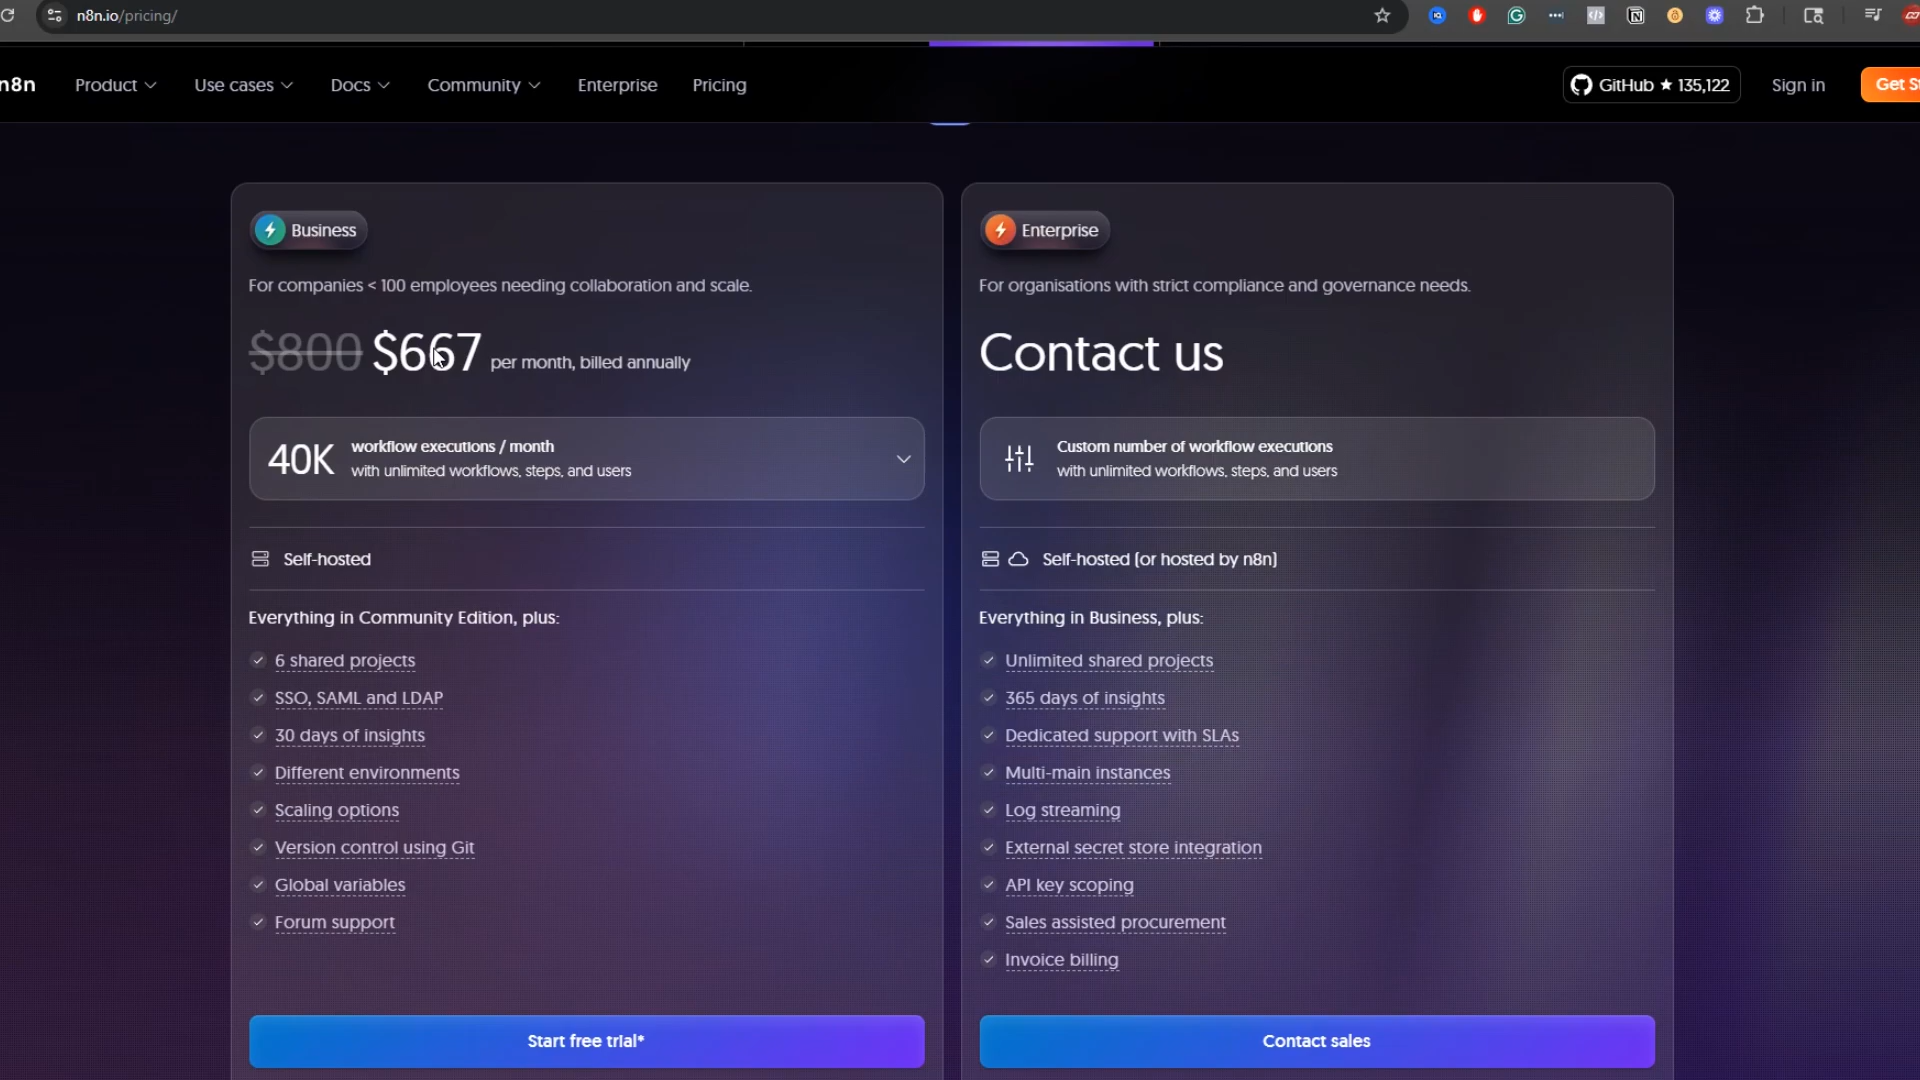 n8n.io/pricing/
n8n
Product
Use cases
Docs
Community
Enterprise
Pricing
GitHub ★ 135,122
Sign in
Get St
Business
For companies < 100 employees needing collaboration and scale.
$800 $667 per month, billed annually
40K
workflow executions / month
with unlimited workflows, steps, and users
Self-hosted
Everything in Community Edition, plus:
6 shared projects
SSO, SAML and LDAP
30 days of insights
Different environments
Scaling options
Version control using Git
Global variables
Forum support
Start free trial*
Enterprise
For organisations with strict compliance and governance needs.
Contact us
Custom number of workflow executions
with unlimited workflows, steps, and users
Self-hosted (or hosted by n8n)
Everything in Business, plus:
Unlimited shared projects
365 days of insights
Dedicated support with SLAs
Multi-main instances
Log streaming
External secret store integration
API key scoping
Sales assisted procurement
Invoice billing
Contact sales